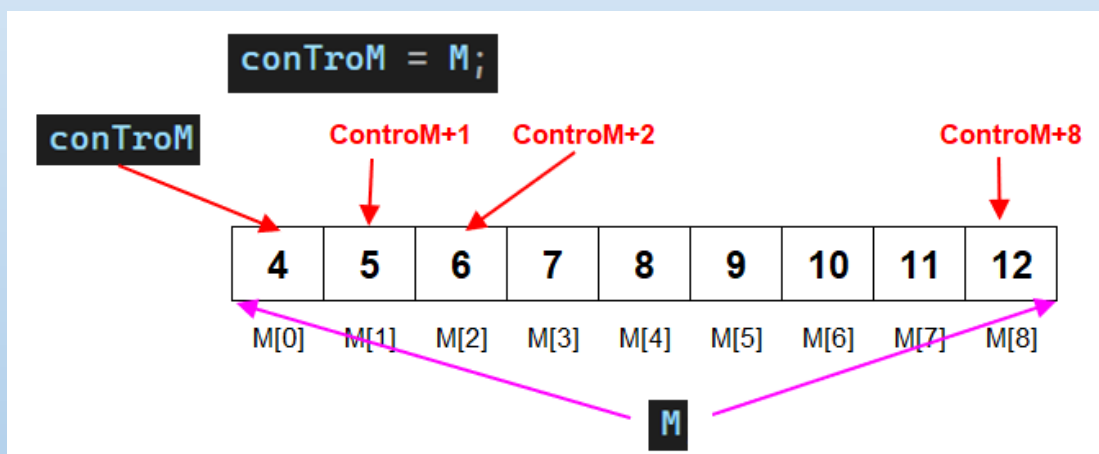 conTroM = M;
conTroM ControM+1 ControM+2 ControM+8
4 5 6 7 8 9 10 11 12
M[0] M[1] M[2] M[3] M[4] M[5] M[6] M[7] M[8]
M